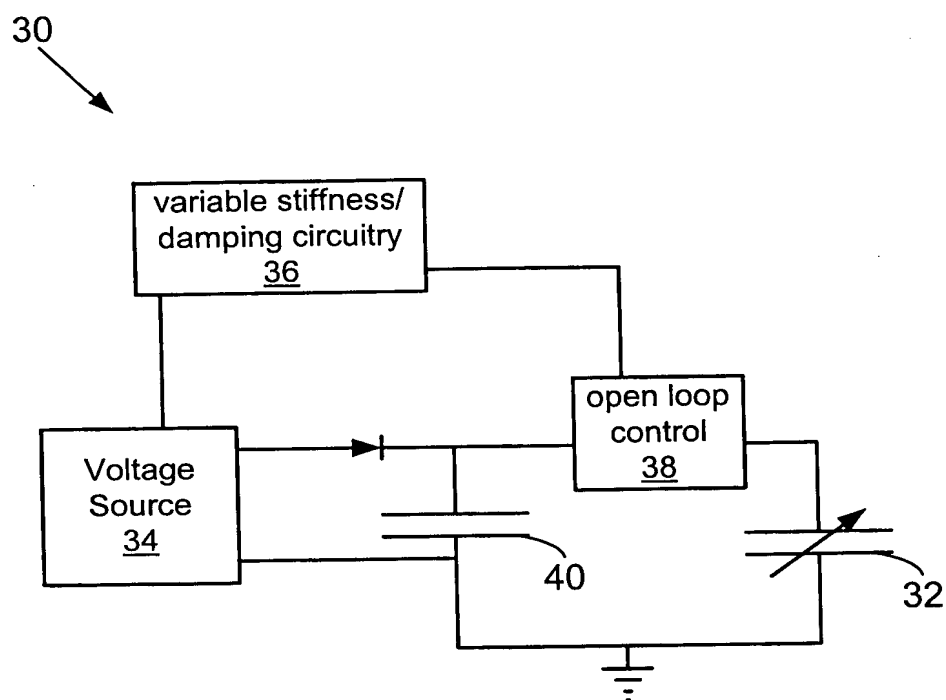 30
variable stiffness/
damping circuitry
36
open loop
control
38
Voltage
Source
34
40
32